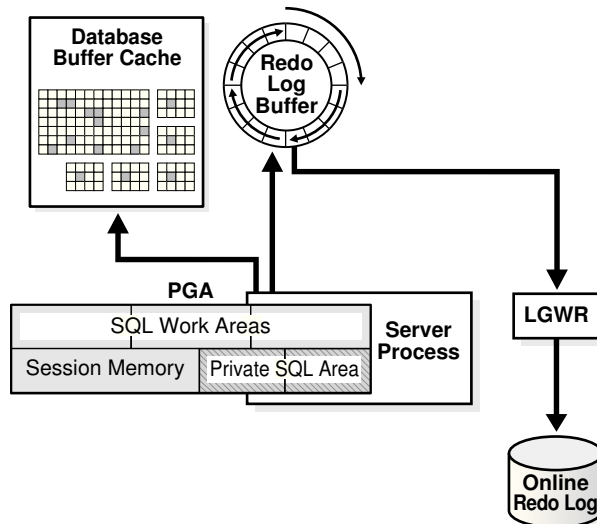 Database
Buffer Cache
Redo
Log
Buffer
PGA
SQL Work Areas
Session Memory
Private SQL Area
Server
Process
LGWR
Online
Redo Log